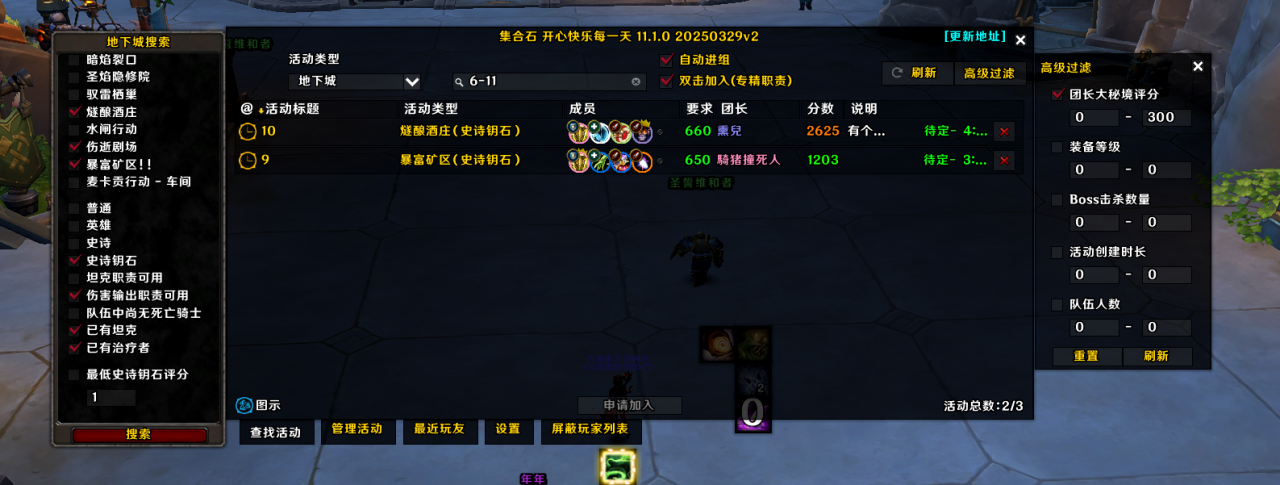 地下城搜索
暗焰裂口
圣焰隐修院
驭雷栖巢
燧酿酒庄
水闸行动
伤逝剧场
暴富矿区!!
麦卡贡行动 - 车间
普通
英雄
史诗
史诗钥石
坦克职责可用
伤害输出职责可用
队伍中尚无死亡骑士
已有坦克
已有治疗者
最低史诗钥石评分
1
搜索
集合石 开心快乐每一天 11.1.0 20250329v2
[更新地址]
活动类型
地下城
6-11
自动进组
双击加入(专精职责)
刷新
高级过滤
@ 活动标题 活动类型 成员 要求 团长 分数 说明
10 燧酿酒庄(史诗钥石) 660 熏兒 2625 有个... 待定- 4:...
9 暴富矿区(史诗钥石) 650 騎猪撞死人 1203 待定- 3:...
图示
申请加入
活动总数:2/3
查找活动
管理活动
最近玩友
设置
屏蔽玩家列表
高级过滤
团长大秘境评分
0 - 300
装备等级
0 - 0
Boss击杀数量
0 - 0
活动创建时长
0 - 0
队伍人数
0 - 0
重置
刷新
2
0
年年